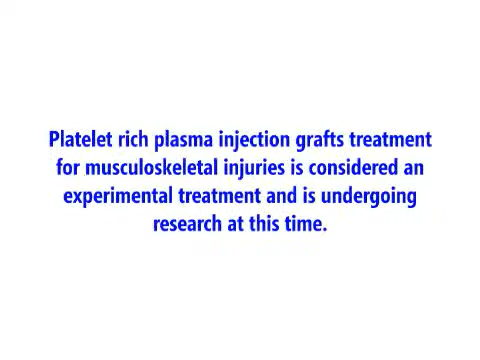 Platelet rich plasma injection grafts treatment
for musculoskeletal injuries is considered an
experimental treatment and is undergoing
research at this time.